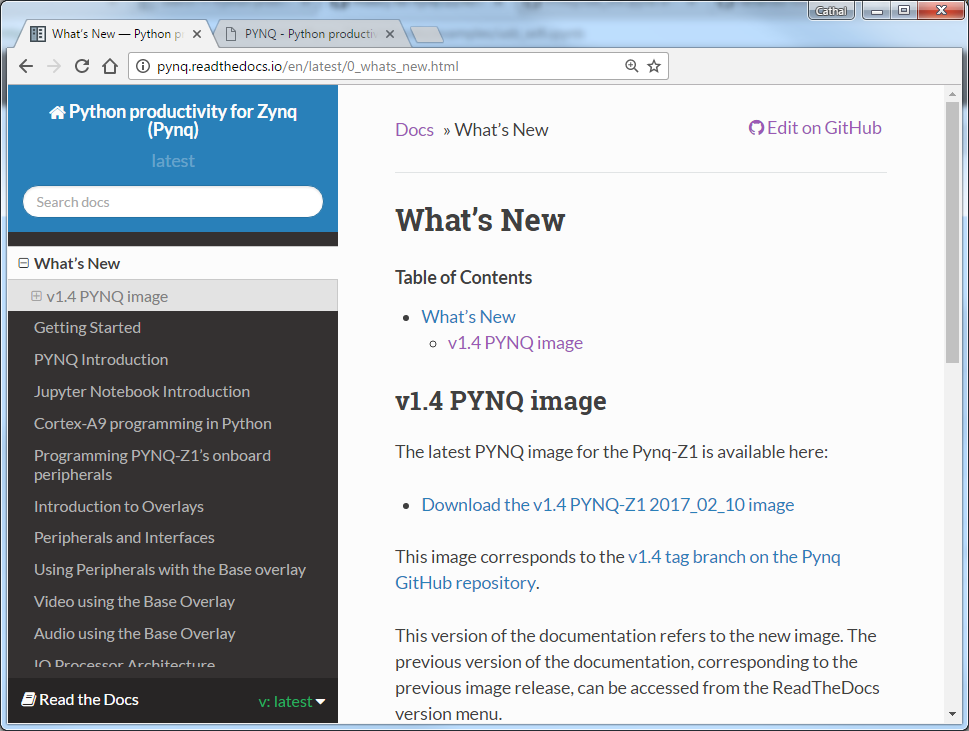 Cathal
What's New — Python p
PYNQ - Python producti
pynq.readthedocs.io/en/latest/0_whats_new.html
Python productivity for Zynq
(Pynq)
latest
Search docs
What's New
v1.4 PYNQ image
Getting Started
PYNQ Introduction
Jupyter Notebook Introduction
Cortex-A9 programming in Python
Programming PYNQ-Z1's onboard
peripherals
Introduction to Overlays
Peripherals and Interfaces
Using Peripherals with the Base overlay
Video using the Base Overlay
Audio using the Base Overlay
IO Processor Architecture
Read the Docs
v: latest
Docs » What's New
Edit on GitHub
What's New
Table of Contents
What's New
v1.4 PYNQ image
v1.4 PYNQ image
The latest PYNQ image for the Pynq-Z1 is available here:
Download the v1.4 PYNQ-Z1 2017_02_10 image
This image corresponds to the v1.4 tag branch on the Pynq
GitHub repository.
This version of the documentation refers to the new image. The
previous version of the documentation, corresponding to the
previous image release, can be accessed from the ReadTheDocs
version menu.